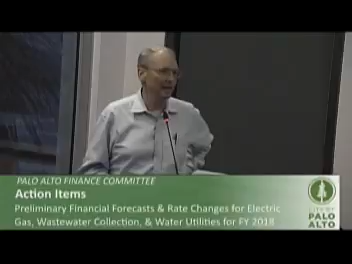 PALO ALTO FINANCE COMMITTEE
Action Items
Preliminary Financial Forecasts & Rate Changes for Electric
Gas, Wastewater Collection, & Water Utilities for FY 2018
CITY OF
PALO
ALTO